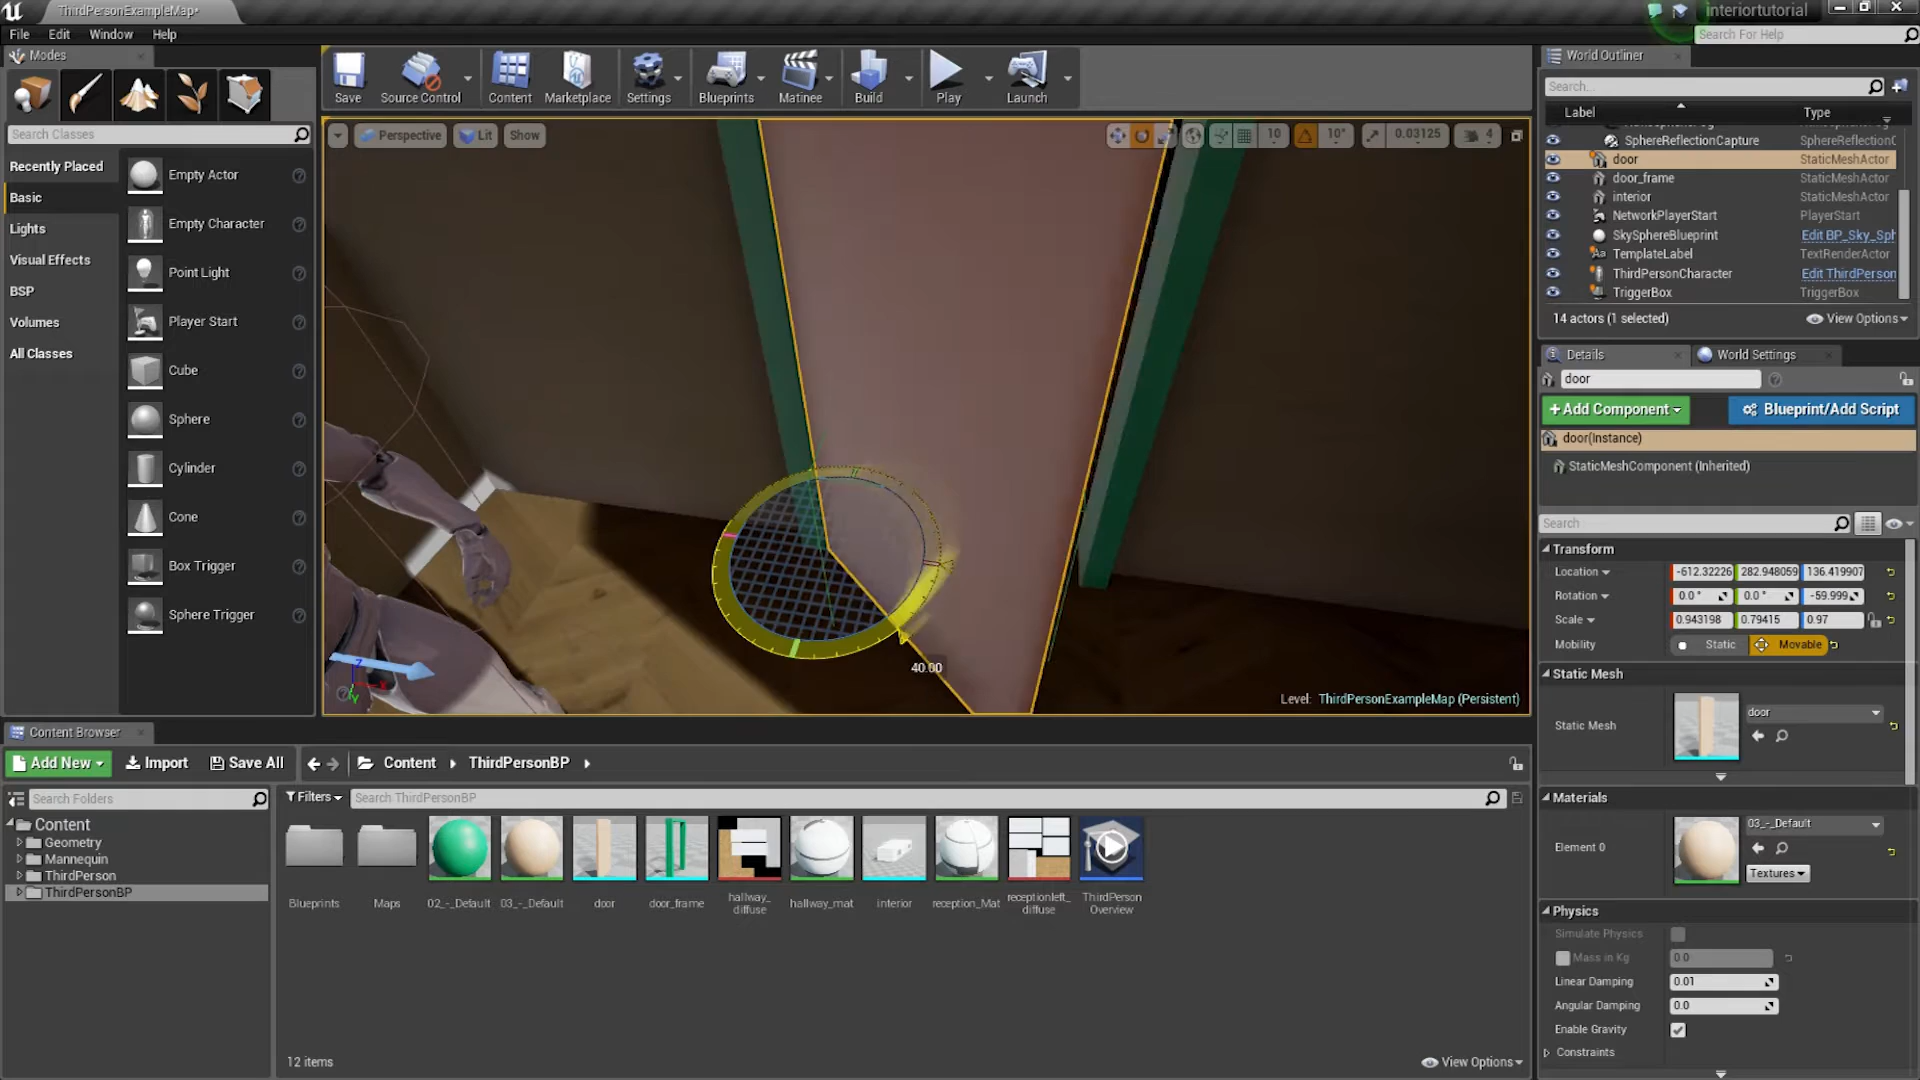 ThirdPersonExampleMap*
interiortutorial
File Edit Window Help
Search For Help
Modes
Save Source Control Content Marketplace Settings Blueprints Matinee Build Play Launch
World Outliner
Search...
Label Type
Search Classes
Perspective Lit Show
10 10° 0.03125 4
SphereReflectionCapture SphereReflectionC
door StaticMeshActor
door_frame StaticMeshActor
interior StaticMeshActor
NetworkPlayerStart PlayerStart
SkySphereBlueprint Edit BP_Sky_Sph
TemplateLabel TextRenderActor
ThirdPersonCharacter Edit ThirdPerson
TriggerBox TriggerBox
14 actors (1 selected) View Options
Recently Placed
Basic
Lights
Visual Effects
BSP
Volumes
All Classes
Empty Actor
Empty Character
Point Light
Player Start
Cube
Sphere
Cylinder
Cone
Box Trigger
Sphere Trigger
40.00
Z
X
Y
Level: ThirdPersonExampleMap (Persistent)
Details World Settings
door
+Add Component Blueprint/Add Script
door(Instance)
StaticMeshComponent (Inherited)
Search
Transform
Location -612.32226 282.948059 136.419907
Rotation 0.0° 0.0° -59.999
Scale 0.943198 0.79415 0.97
Mobility Static Movable
Static Mesh
Static Mesh door
Materials
Element 0 03_-_Default
Textures
Physics
Simulate Physics
Mass in Kg 0.0
Linear Damping 0.01
Angular Damping 0.0
Enable Gravity
Constraints
Content Browser
Add New Import Save All Content ThirdPersonBP
Search Folders
Filters Search ThirdPersonBP
Content
Geometry
Mannequin
ThirdPerson
ThirdPersonBP
Blueprints Maps 02_-_Default 03_-_Default door door_frame hallway_diffuse hallway_mat interior reception_Mat receptionleft_diffuse ThirdPerson Overview
12 items View Options